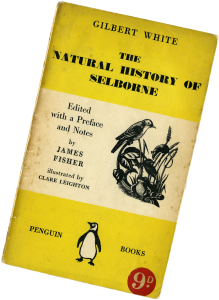 GILBERT WHITE
THE
NATURAL HISTORY OF
SELBORNE
Edited
with a Preface
and Notes
by
JAMES
FISHER
illustrated by
CLARE LEIGHTON
PENGUIN BOOKS
9D